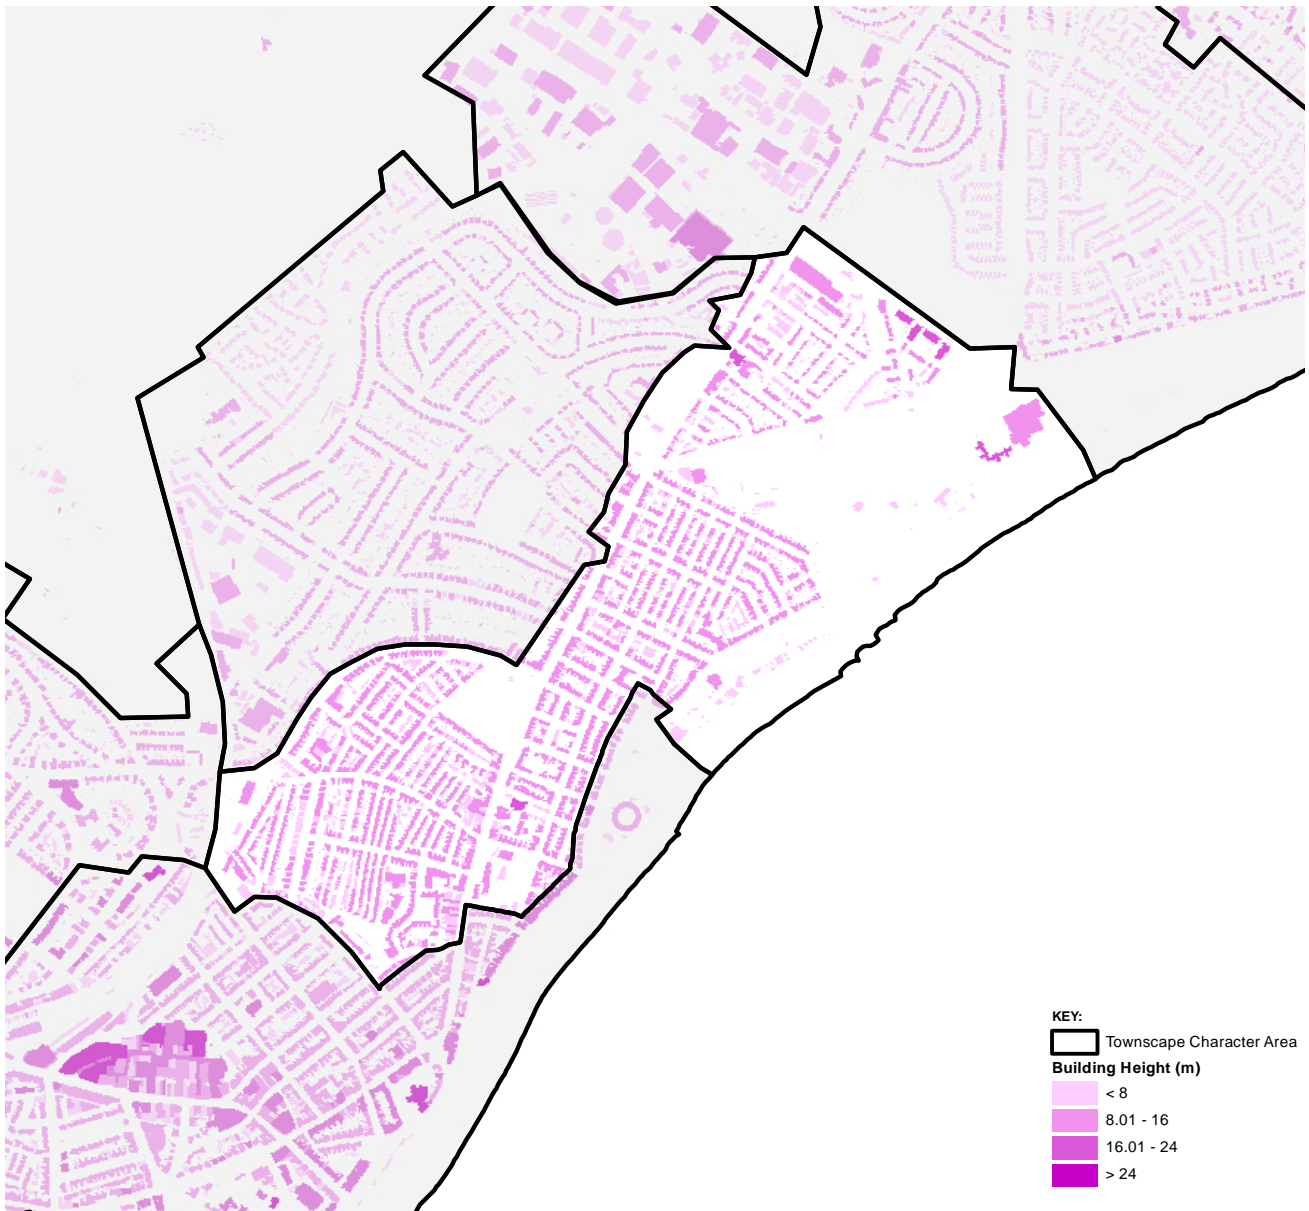 KEY:
Townscape Character Area
Building Height (m)
< 8
8.01 - 16
16.01 - 24
> 24